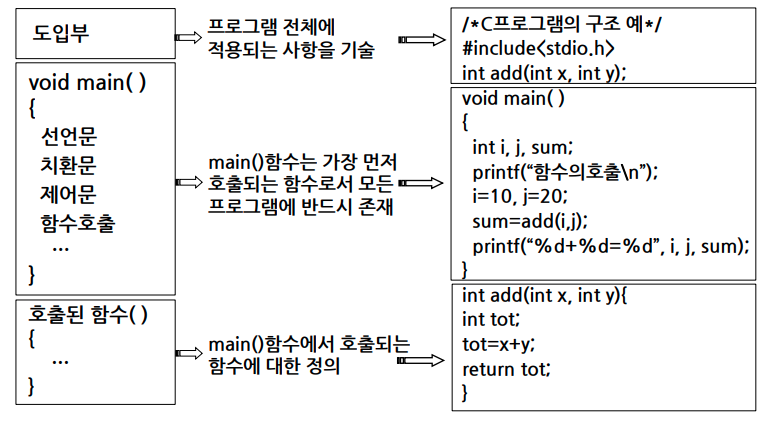 도입부
프로그램 전체에
적용되는 사항을 기술
/*C프로그램의 구조 예*/
#include<stdio.h>
int add(int x, int y);
void main( )
{
선언문
치환문
제어문
함수호출
...
}
main()함수는 가장 먼저
호출되는 함수로서 모든
프로그램에 반드시 존재
void main( )
{
int i, j, sum;
printf(“함수의호출\n”);
i=10, j=20;
sum=add(i,j);
printf(“%d+%d=%d”, i, j, sum);
}
호출된 함수( )
{
...
}
main()함수에서 호출되는
함수에 대한 정의
int add(int x, int y){
int tot;
tot=x+y;
return tot;
}